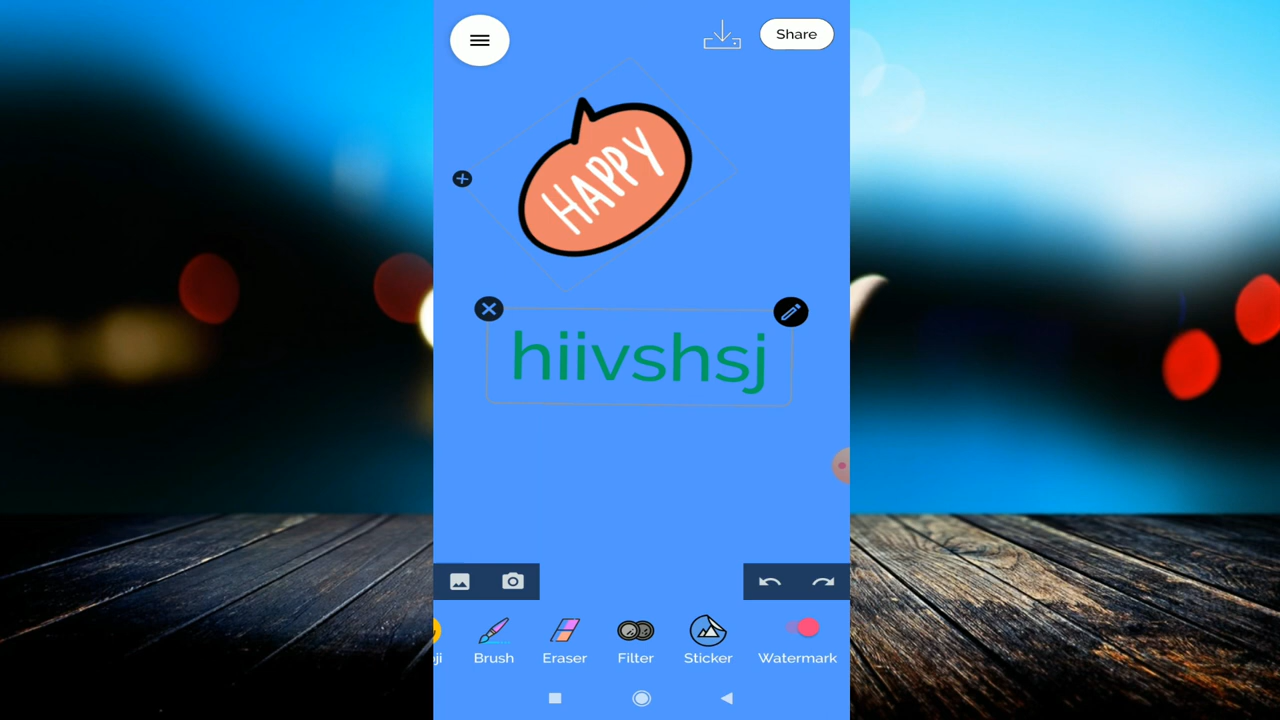 Share
HAPPY
hiivshsj
ji
Brush
Eraser
Filter
Sticker
Watermark